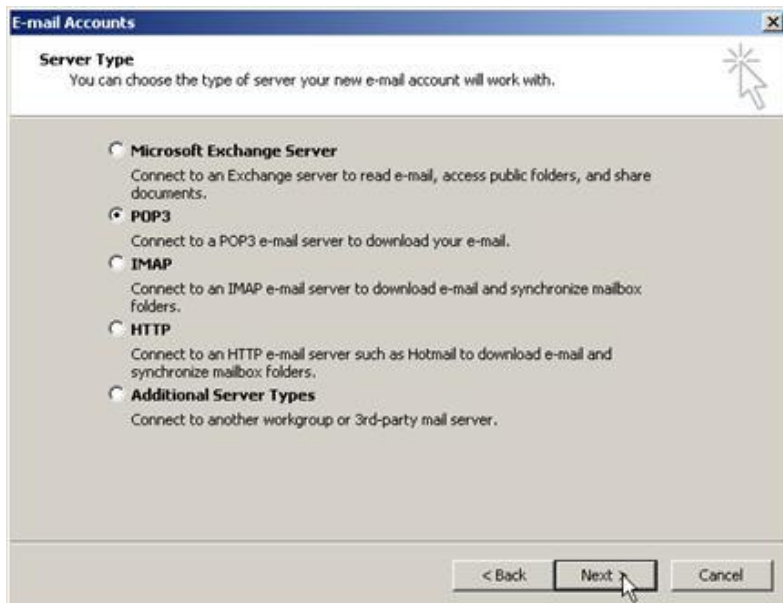 E-mail Accounts
Server Type
You can choose the type of server your new e-mail account will work with.
Microsoft Exchange Server
Connect to an Exchange server to read e-mail, access public folders, and share
documents.
POP3
Connect to a POP3 e-mail server to download your e-mail.
IMAP
Connect to an IMAP e-mail server to download e-mail and synchronize mailbox
folders.
HTTP
Connect to an HTTP e-mail server such as Hotmail to download e-mail and
synchronize mailbox folders.
Additional Server Types
Connect to another workgroup or 3rd-party mail server.
< Back Next > Cancel